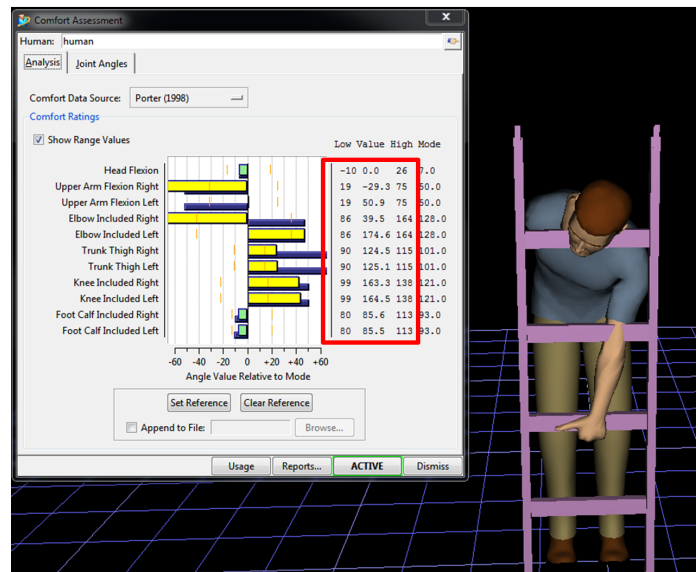 Comfort Assessment
x
Human: human
Analysis Joint Angles
Comfort Data Source: Porter (1998)
Comfort Ratings
Show Range Values
Low Value High Mode
Head Flexion -10 0.0 26 7.0
Upper Arm Flexion Right 19 -29.3 75 50.0
Upper Arm Flexion Left 19 50.9 75 50.0
Elbow Included Right 86 39.5 164 128.0
Elbow Included Left 86 174.6 164 128.0
Trunk Thigh Right 90 124.5 115 101.0
Trunk Thigh Left 90 125.1 115 101.0
Knee Included Right 99 163.3 138 121.0
Knee Included Left 99 164.5 138 121.0
Foot Calf Included Right 80 85.6 113 93.0
Foot Calf Included Left 80 85.5 113 93.0
-60 -40 -20 0 +20 +40 +60
Angle Value Relative to Mode
Set Reference Clear Reference
Append to File: Browse...
Usage Reports... ACTIVE Dismiss